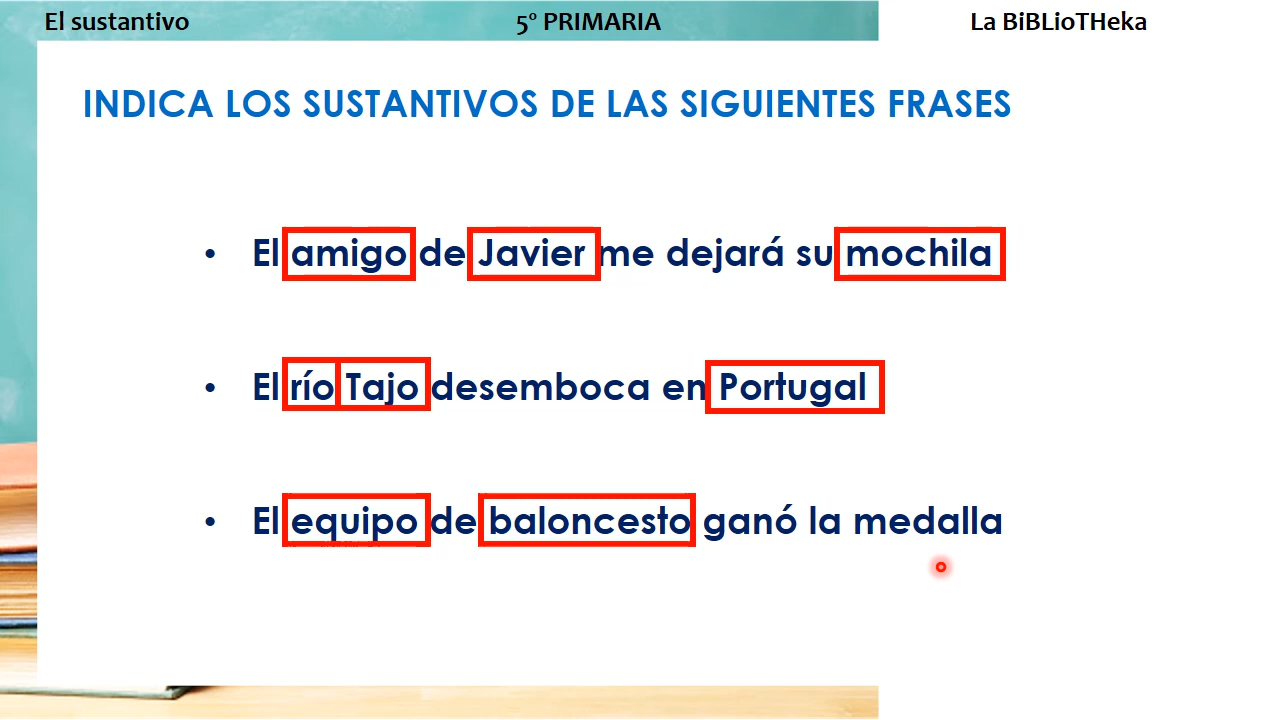 El sustantivo 5º PRIMARIA La BiBLioTHeka
INDICA LOS SUSTANTIVOS DE LAS SIGUIENTES FRASES
• El amigo de Javier me dejará su mochila
• El río Tajo desemboca en Portugal
• El equipo de baloncesto ganó la medalla